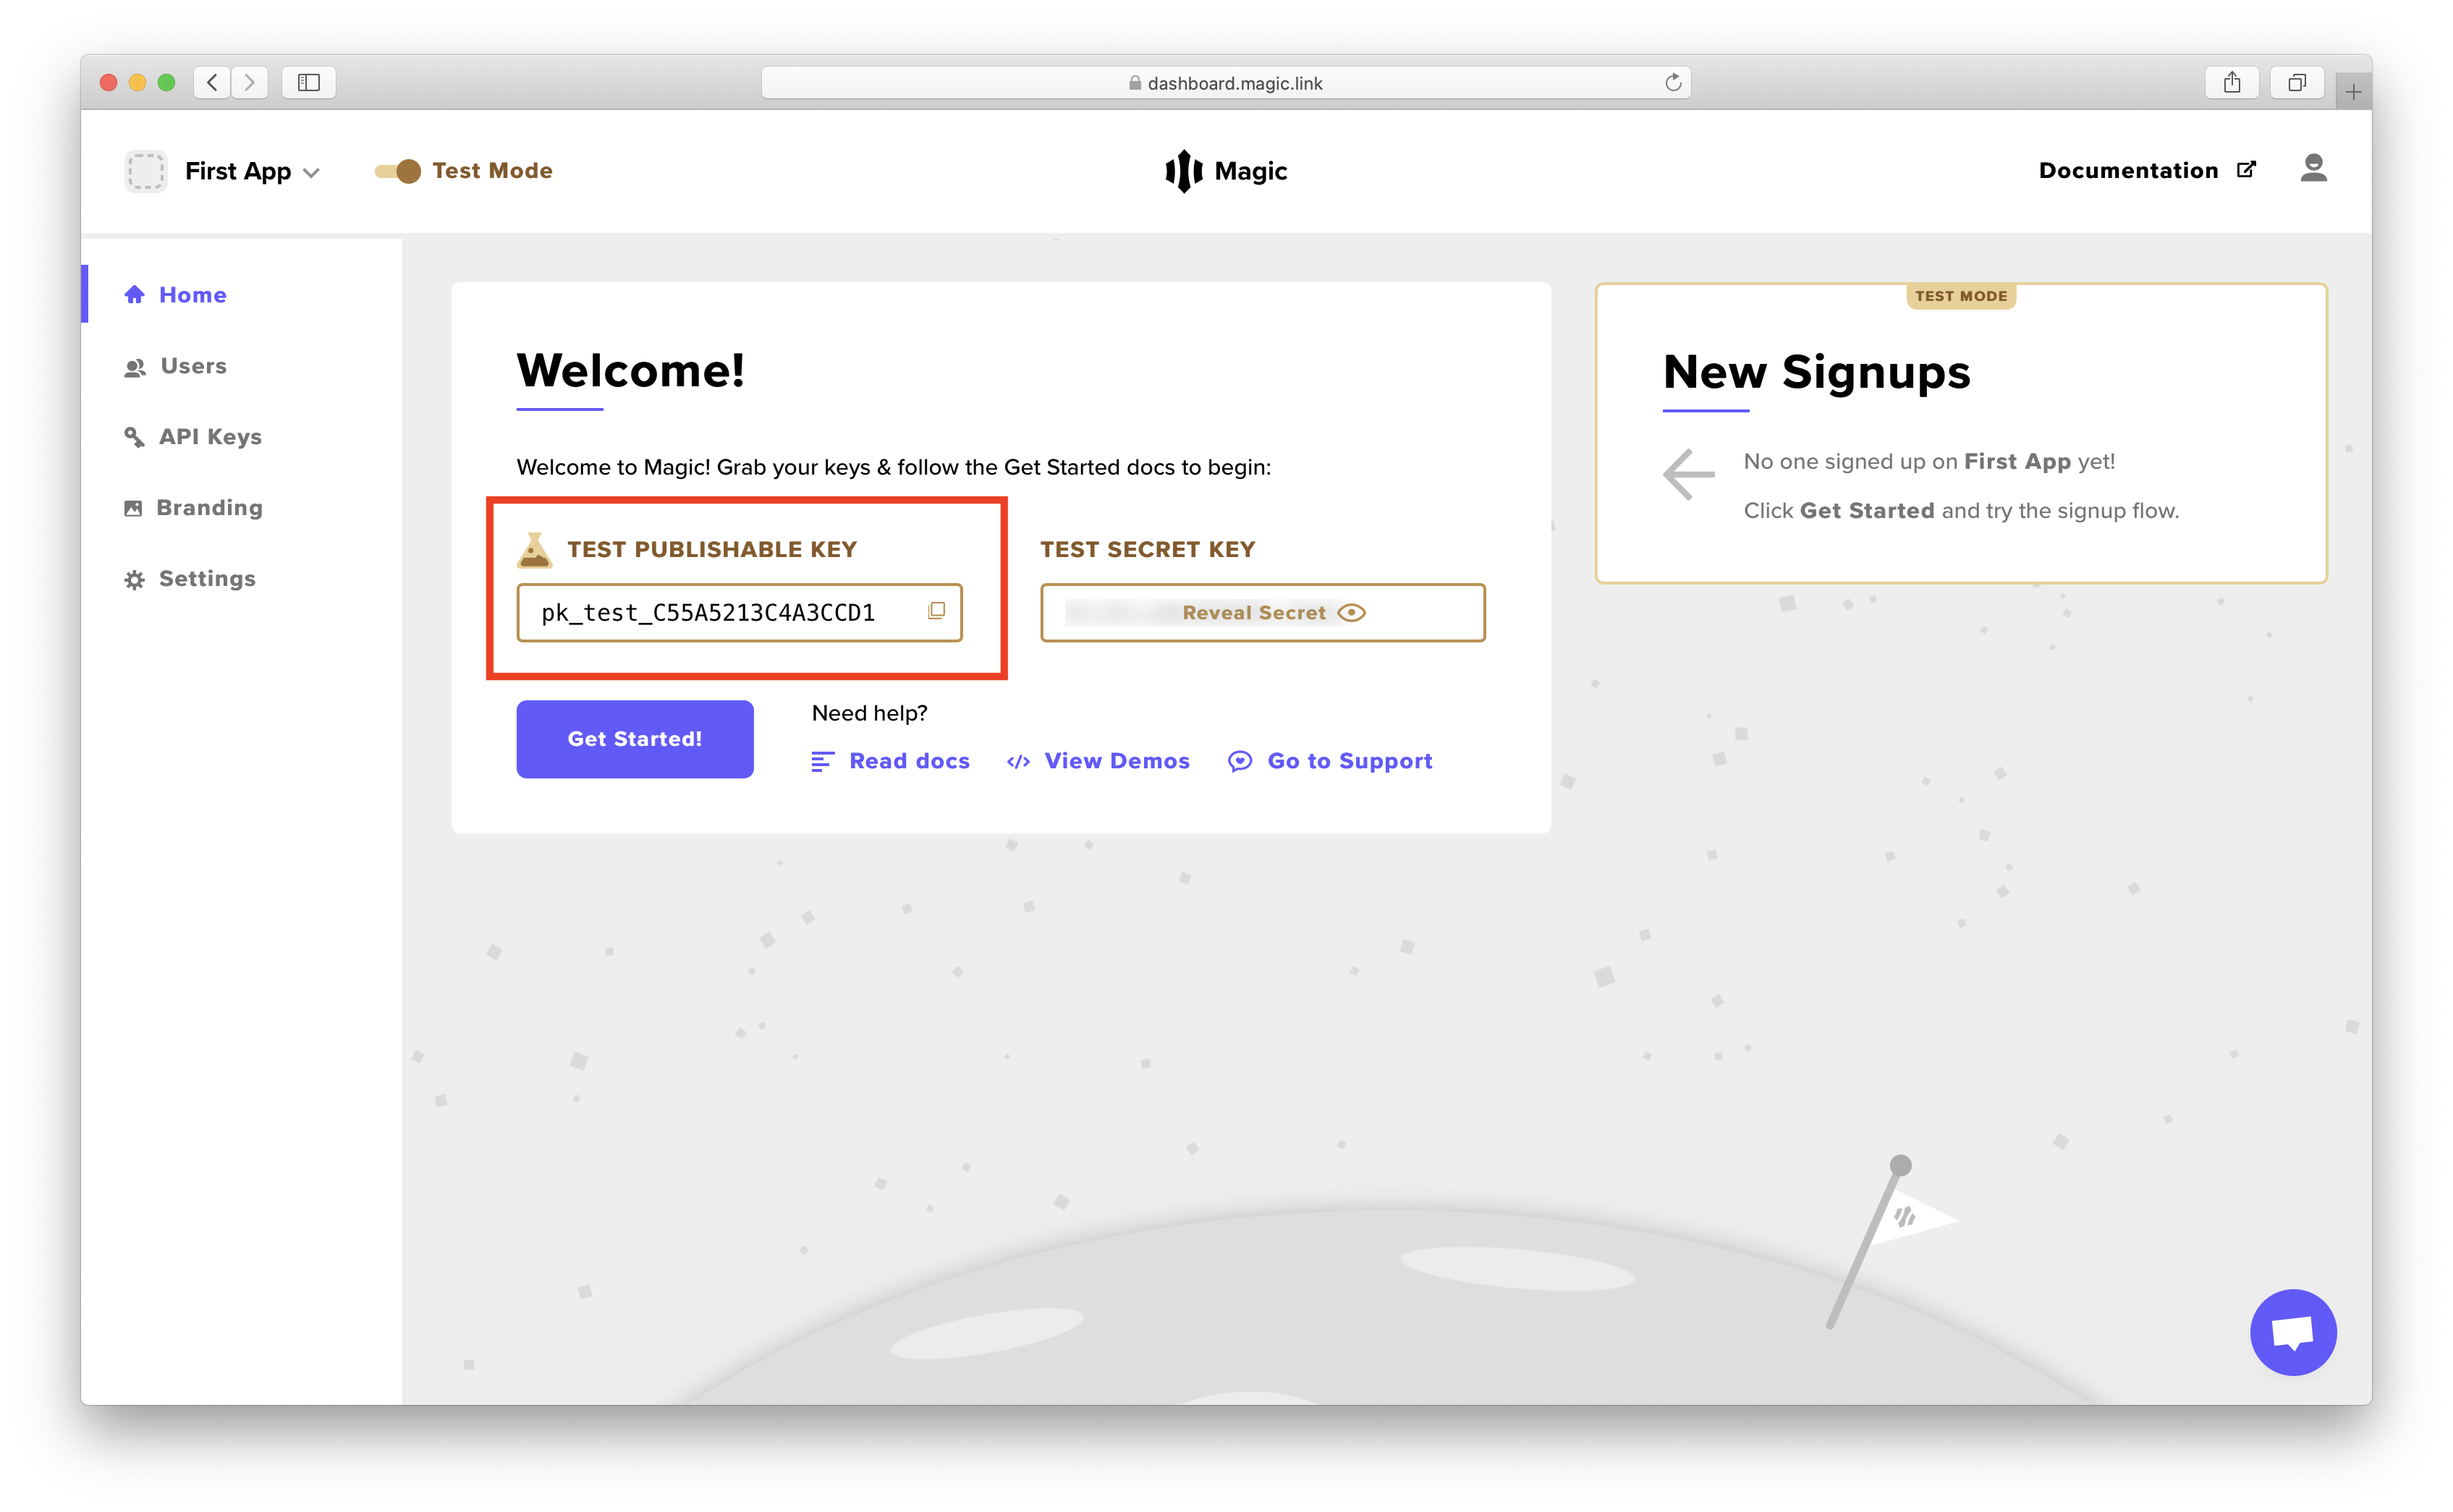 dashboard.magic.link
First App
Test Mode
Magic
Documentation
Home
Users
API Keys
Branding
Settings
Welcome!
Welcome to Magic! Grab your keys & follow the Get Started docs to begin:
TEST PUBLISHABLE KEY
pk_test_C55A5213C4A3CCD1
TEST SECRET KEY
Reveal Secret
Get Started!
Need help?
Read docs
View Demos
Go to Support
TEST MODE
New Signups
No one signed up on First App yet!
Click Get Started and try the signup flow.